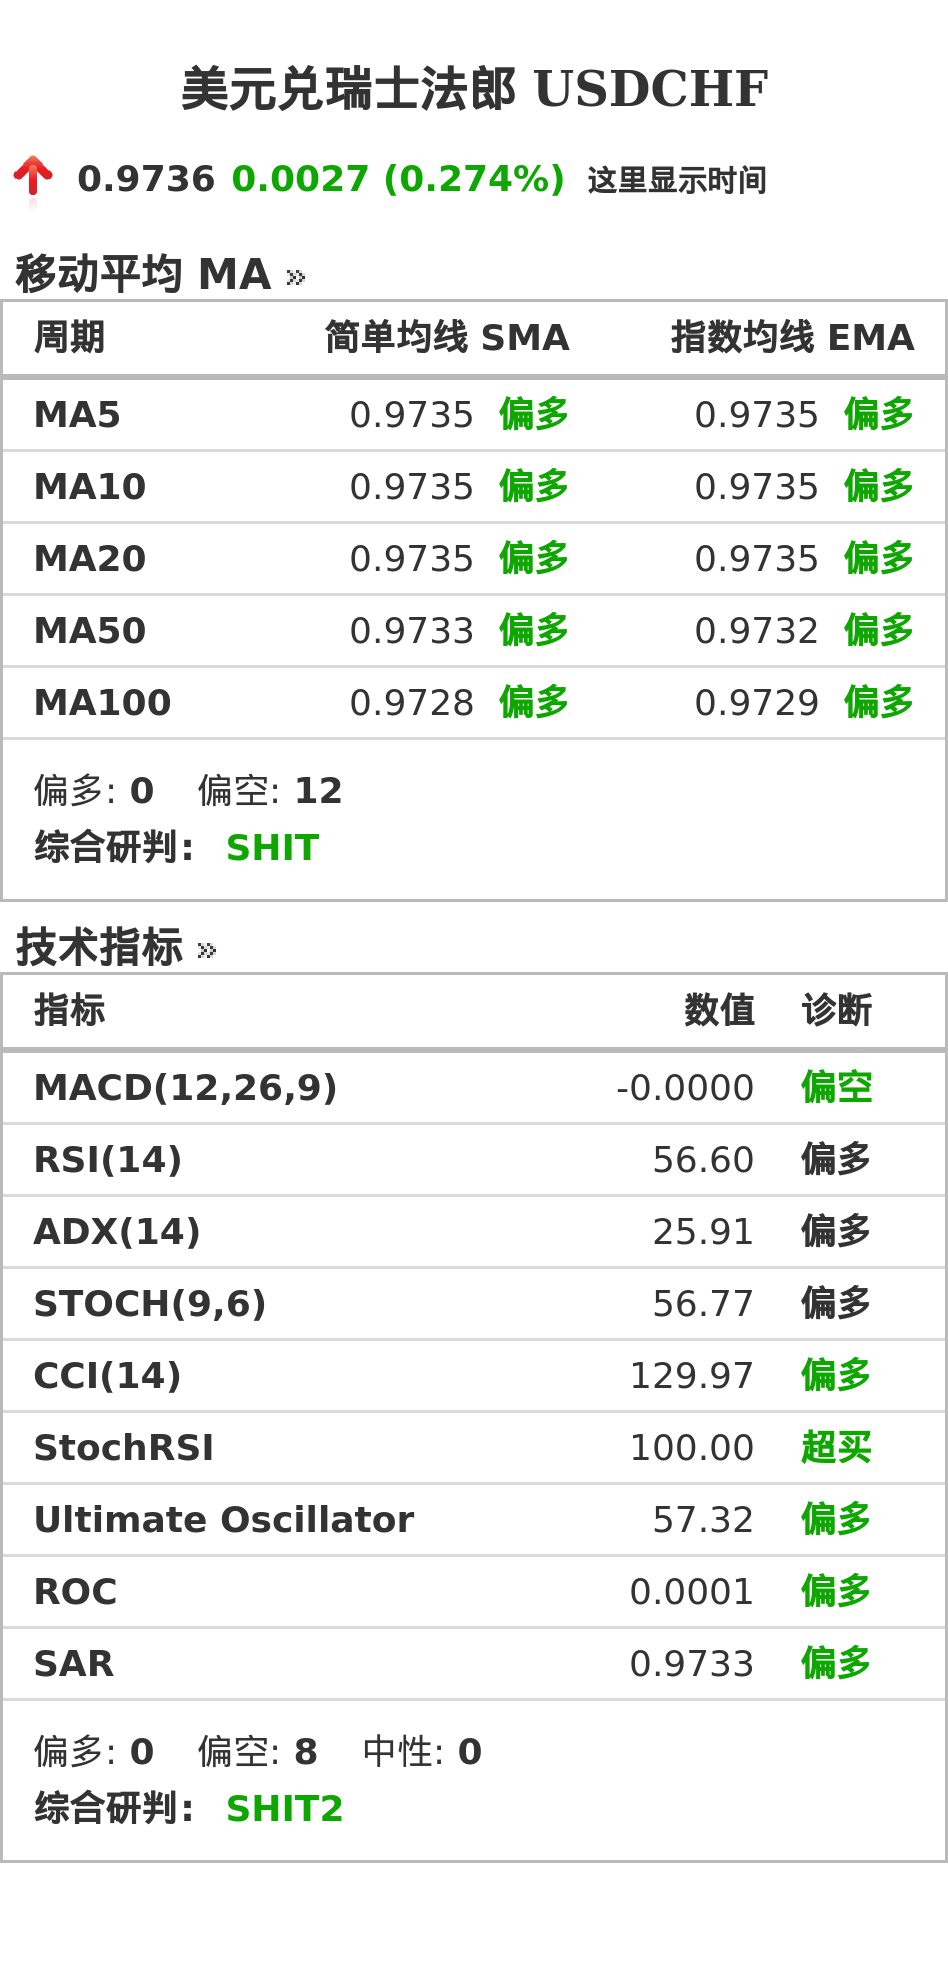 美元兑瑞士法郎 USDCHF
0.9736 0.0027 (0.274%) 这里显示时间
移动平均 MA »
周期 简单均线 SMA 指数均线 EMA
MA5 0.9735 偏多 0.9735 偏多
MA10 0.9735 偏多 0.9735 偏多
MA20 0.9735 偏多 0.9735 偏多
MA50 0.9733 偏多 0.9732 偏多
MA100 0.9728 偏多 0.9729 偏多
偏多: 0 偏空: 12
综合研判: SHIT
技术指标 »
指标 数值 诊断
MACD(12,26,9) -0.0000 偏空
RSI(14) 56.60 偏多
ADX(14) 25.91 偏多
STOCH(9,6) 56.77 偏多
CCI(14) 129.97 偏多
StochRSI 100.00 超买
Ultimate Oscillator 57.32 偏多
ROC 0.0001 偏多
SAR 0.9733 偏多
偏多: 0 偏空: 8 中性: 0
综合研判: SHIT2